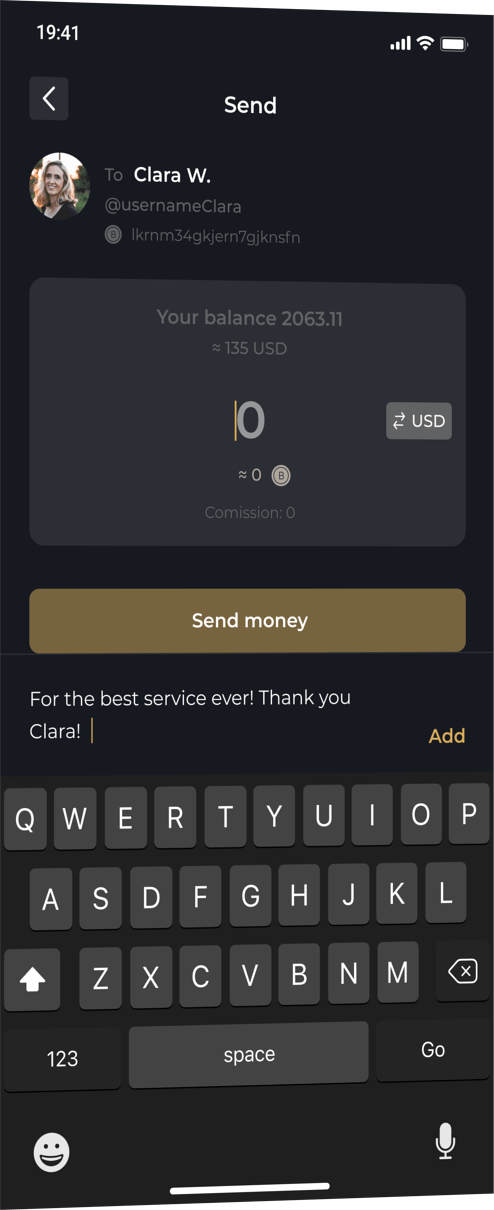 19:41
Send
To Clara W.
@usernameClara
lkrnm34gkjern7gjknsfn
Your balance 2063.11
≈ 135 USD
0
USD
≈ 0 B
Comission: 0
Send money
For the best service ever! Thank you
Clara!
Add
Q W E R T Y U I O P
A S D F G H J K L
Z X C V B N M
123 space Go